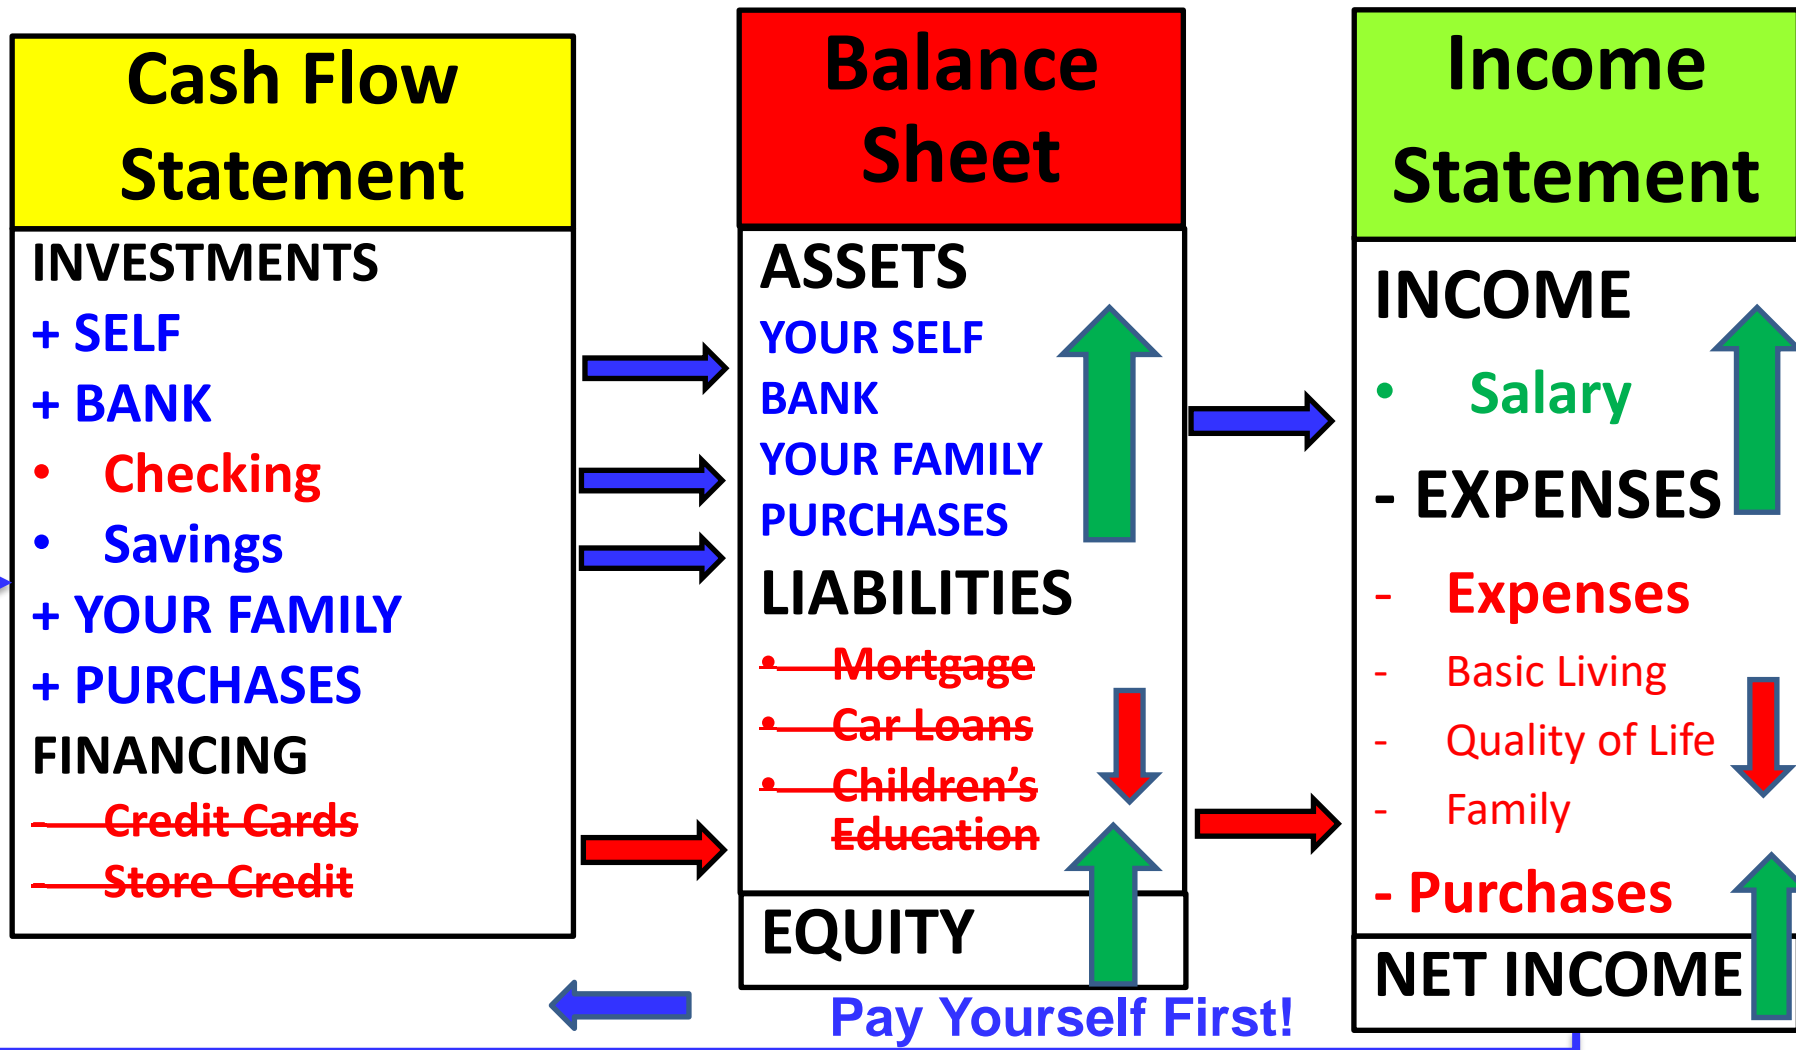 Cash Flow
Statement
INVESTMENTS
+ SELF
+ BANK
• Checking
• Savings
+ YOUR FAMILY
+ PURCHASES
FINANCING
- Credit Cards
- Store Credit
Balance
Sheet
ASSETS
YOUR SELF
BANK
YOUR FAMILY
PURCHASES
LIABILITIES
• Mortgage
• Car Loans
• Children’s
Education
EQUITY
Income
Statement
INCOME
• Salary
- EXPENSES
- Expenses
- Basic Living
- Quality of Life
- Family
- Purchases
NET INCOME
Pay Yourself First!